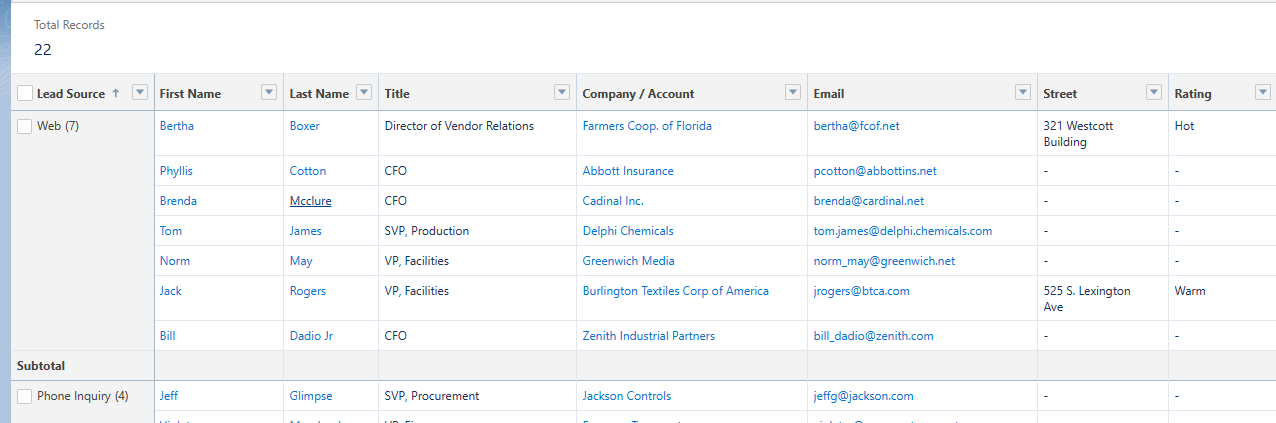 Total Records
22
Lead Source ↑ First Name Last Name Title Company / Account Email Street Rating
Web (7) Bertha Boxer Director of Vendor Relations Farmers Coop. of Florida bertha@fcof.net 321 Westcott Hot
Building
Phyllis Cotton CFO Abbott Insurance pcotton@abbottins.net - -
Brenda Mcclure CFO Cadinal Inc. brenda@cardinal.net - -
Tom James SVP, Production Delphi Chemicals tom.james@delphi.chemicals.com - -
Norm May VP, Facilities Greenwich Media norm_may@greenwich.net - -
Jack Rogers VP, Facilities Burlington Textiles Corp of America jrogers@btca.com 525 S. Lexington Warm
Ave
Bill Dadio Jr CFO Zenith Industrial Partners bill_dadio@zenith.com - -
Subtotal
Phone Inquiry (4) Jeff Glimpse SVP, Procurement Jackson Controls jeffg@jackson.com - -